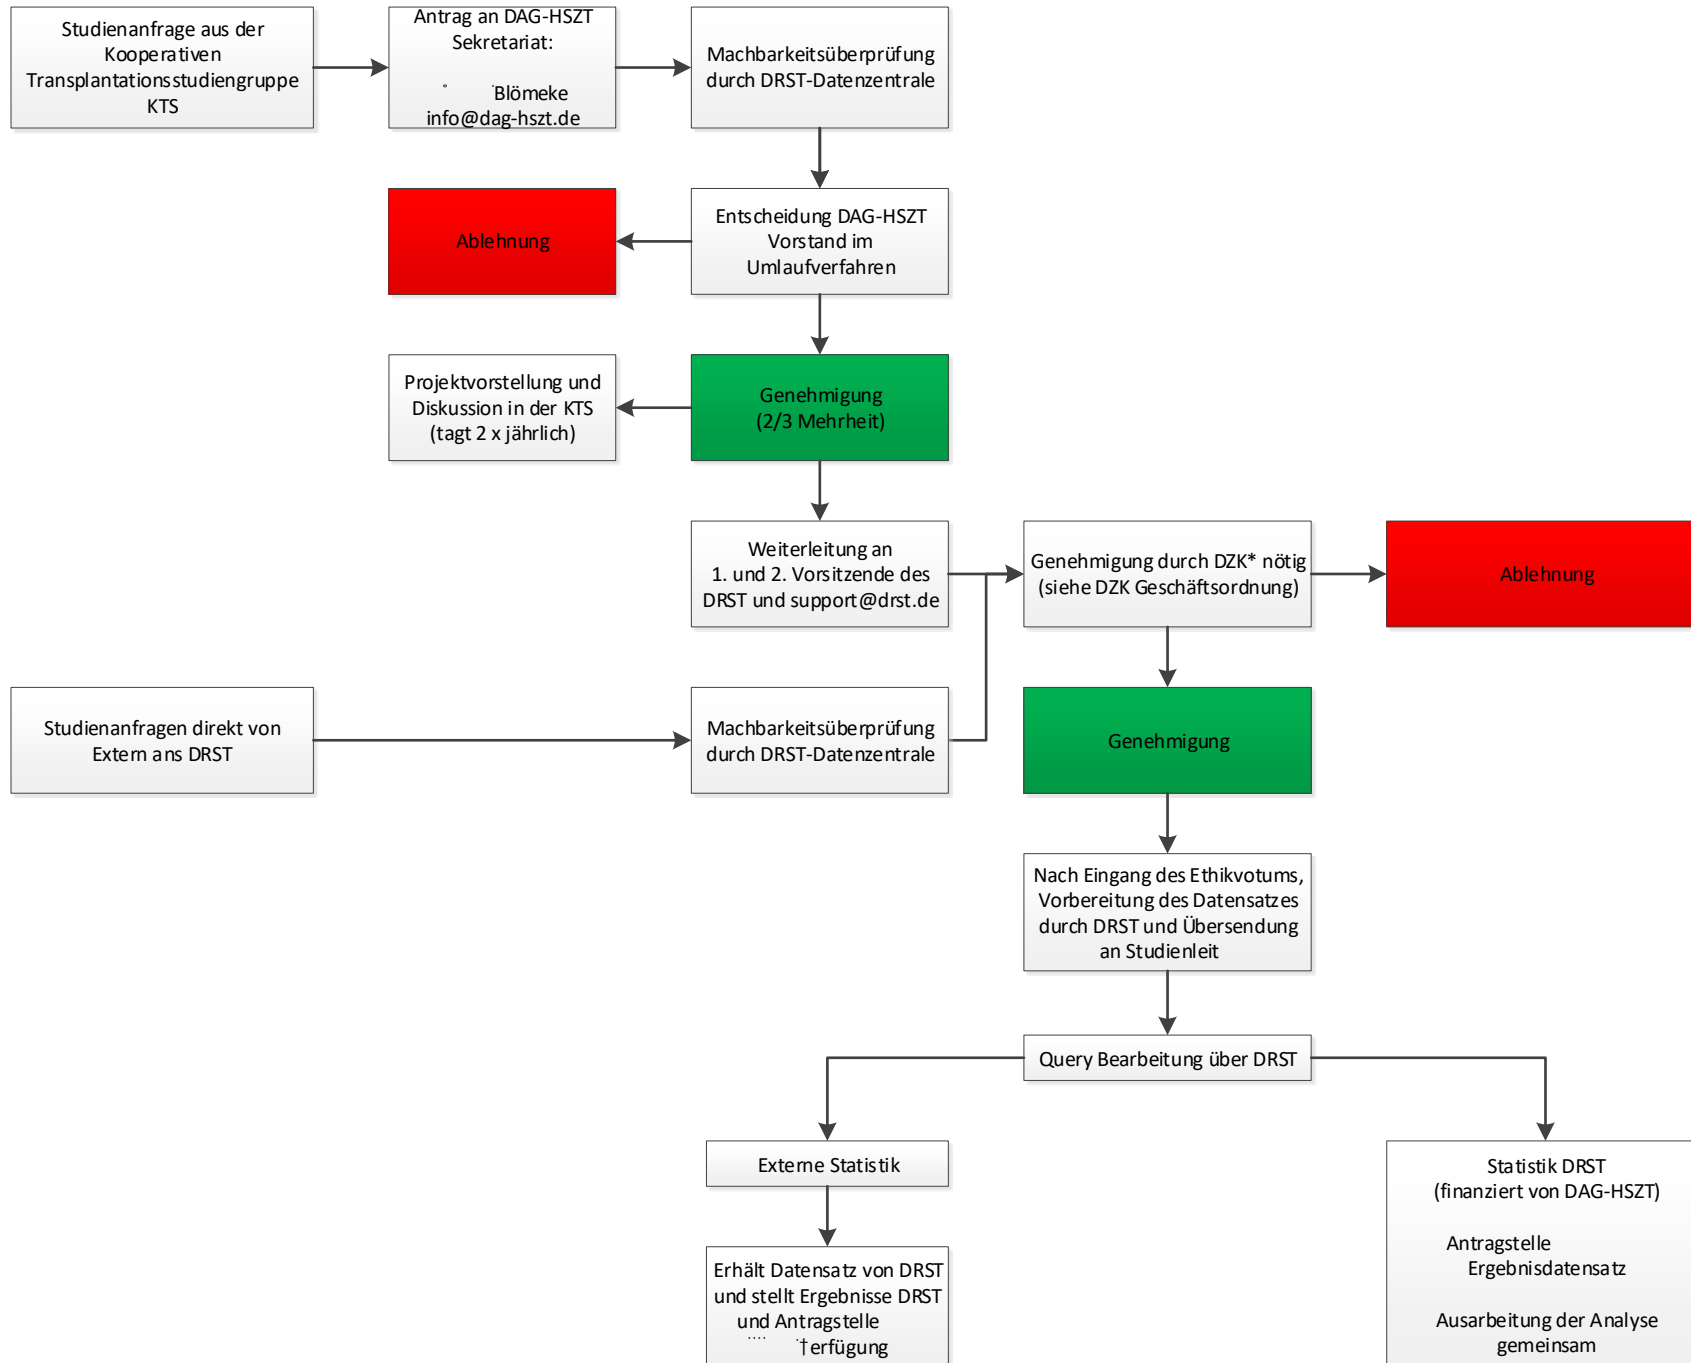 Studienanfrage aus der
Kooperativen
Transplantationsstudiengruppe
KTS
Antrag an DAG-HSZT
Sekretariat:
Blömeke
info@dag-hszt.de
Machbarkeitsüberprüfung
durch DRST-Datenzentrale
Ablehnung
Entscheidung DAG-HSZT
Vorstand im
Umlaufverfahren
Projektvorstellung und
Diskussion in der KTS
(tagt 2 x jährlich)
Genehmigung
(2/3 Mehrheit)
Weiterleitung an
1. und 2. Vorsitzende des
DRST und support@drst.de
Genehmigung durch DZK* nötig
(siehe DZK Geschäftsordnung)
Ablehnung
Studienanfragen direkt von
Extern ans DRST
Machbarkeitsüberprüfung
durch DRST-Datenzentrale
Genehmigung
Nach Eingang des Ethikvotums,
Vorbereitung des Datensatzes
durch DRST und Übersendung
an Studienleit
Query Bearbeitung über DRST
Externe Statistik
Erhält Datensatz von DRST
und stellt Ergebnisse DRST
und Antragstelle
erfügung
Statistik DRST
(finanziert von DAG-HSZT)
Antragstelle
Ergebnisdatensatz
Ausarbeitung der Analyse
gemeinsam